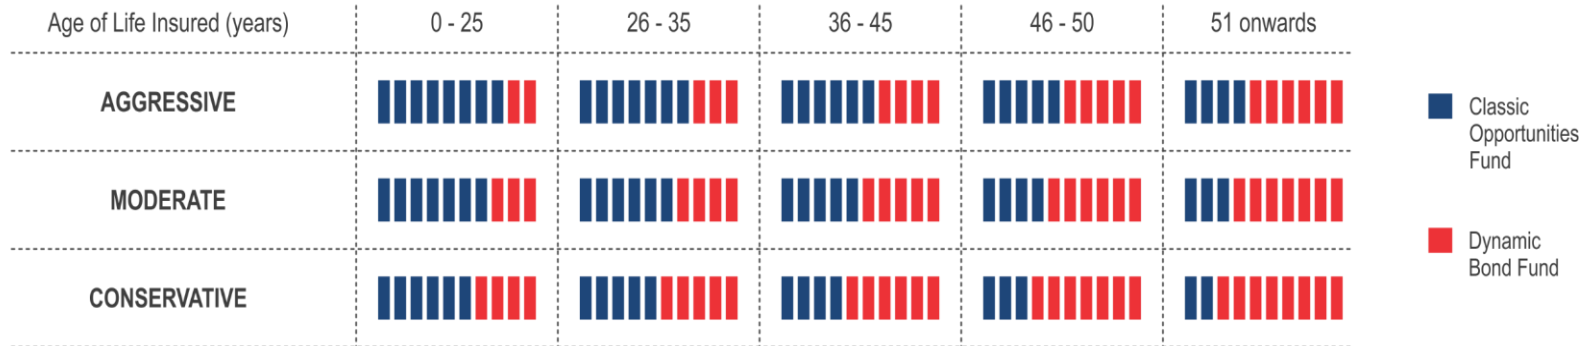 Age of Life Insured (years) 0 - 25 26 - 35 36 - 45 46 - 50 51 onwards
AGGRESSIVE
MODERATE
CONSERVATIVE
Classic
Opportunities
Fund
Dynamic
Bond Fund